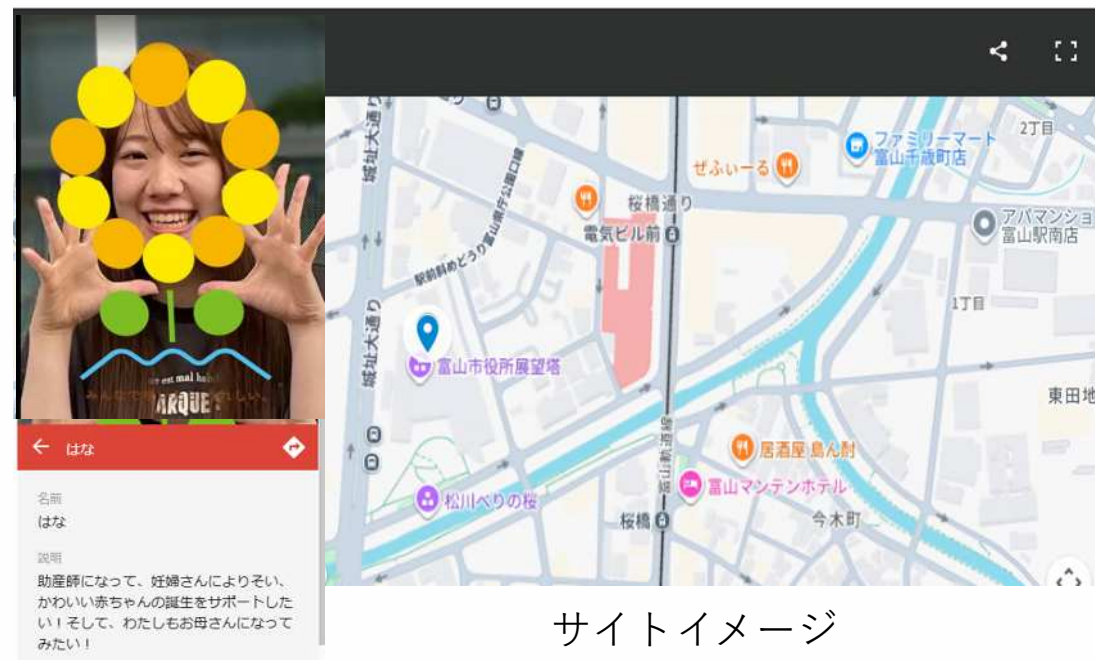 城址大通り
ファミリーマート
富山千歳町店
2丁目
ぜふぃーる
桜橋通り
電気ビル前
アパマンショ
富山駅南店
駅前斜めどうり富山県庁公園口線
1丁目
城址大通り
富山市役所展望塔
東田地
富山軌道線
居酒屋 島ん酎
富山マンテンホテル
松川べりの桜
桜橋
今木町
est mal
MARQUE
はな
名前
はな
説明
助産師になって、妊婦さんによりそい、
かわいい赤ちゃんの誕生をサポートした
い！そして、わたしもお母さんになって
みたい！
サイトイメージ